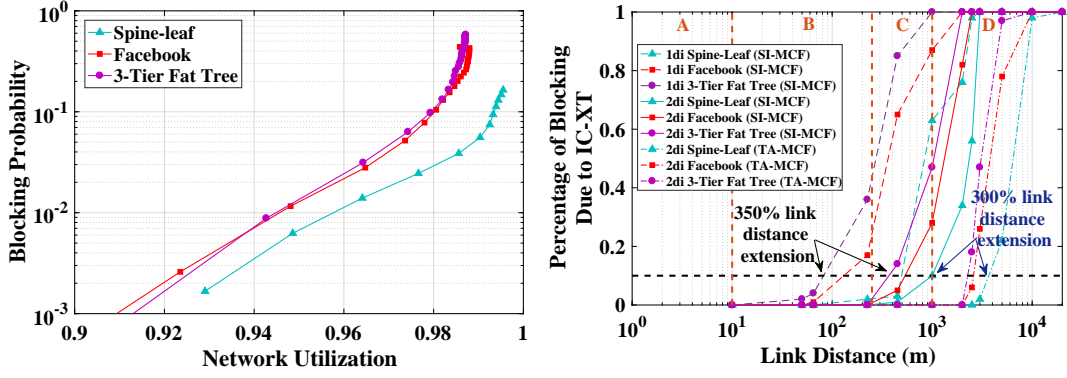 10^0
10^-1
10^-2
10^-3
Blocking Probability
Spine-leaf
Facebook
3-Tier Fat Tree
0.9
0.92
0.94
0.96
0.98
1
Network Utilization
1
0.8
0.6
0.4
0.2
0
Percentage of Blocking
Due to IC-XT
A
B
C
D
1di Spine-Leaf (SI-MCF)
1di Facebook (SI-MCF)
1di 3-Tier Fat Tree (SI-MCF)
2di Spine-Leaf (SI-MCF)
2di Facebook (SI-MCF)
2di 3-Tier Fat Tree (SI-MCF)
2di Spine-Leaf (TA-MCF)
2di Facebook (TA-MCF)
2di 3-Tier Fat Tree (TA-MCF)
350% link
distance
extension
300% link
distance
extension
10^0
10^1
10^2
10^3
10^4
Link Distance (m)